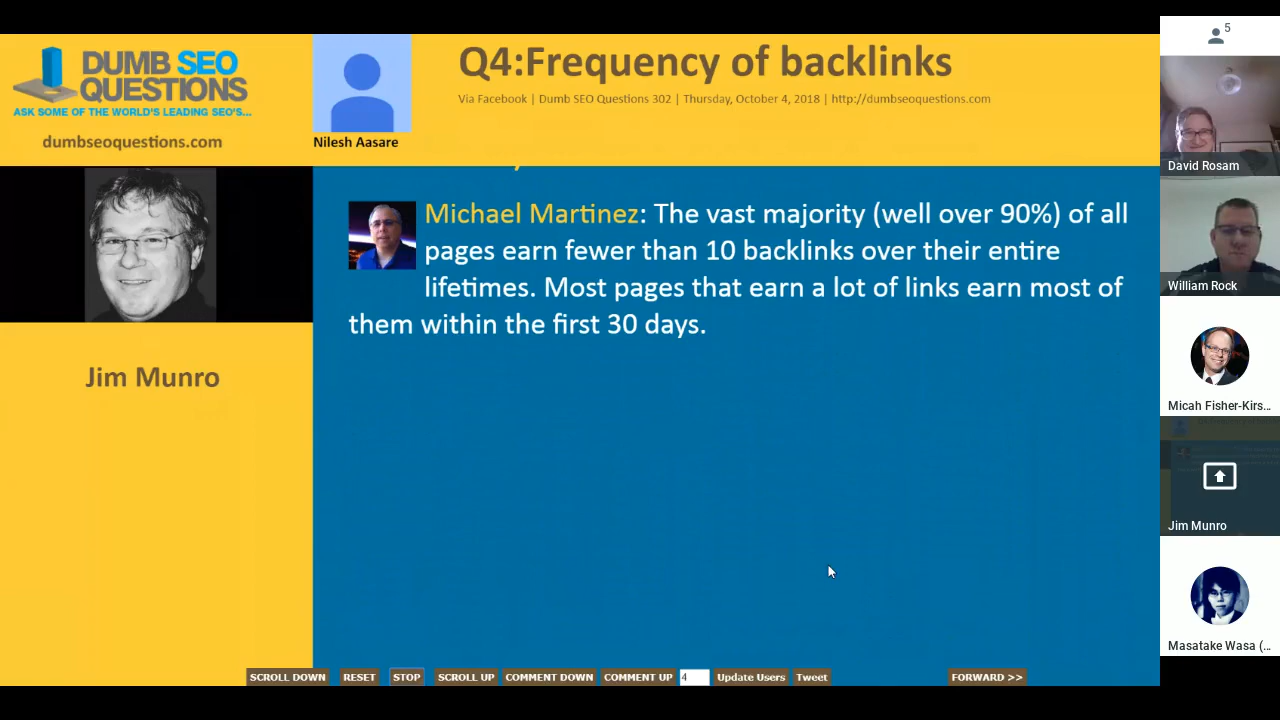 DUMB SEO
QUESTIONS
ASK SOME OF THE WORLD'S LEADING SEO'S...
dumbseoquestions.com
Nilesh Aasare
Q4:Frequency of backlinks
Via Facebook | Dumb SEO Questions 302 | Thursday, October 4, 2018 | http://dumbseoquestions.com
Jim Munro
Michael Martinez: The vast majority (well over 90%) of all
pages earn fewer than 10 backlinks over their entire
lifetimes. Most pages that earn a lot of links earn most of
them within the first 30 days.
SCROLL DOWN
RESET
STOP
SCROLL UP
COMMENT DOWN
COMMENT UP
4
Update Users
Tweet
FORWARD >>
5
David Rosam
William Rock
Micah Fisher-Kirs...
Jim Munro
Masatake Wasa (...